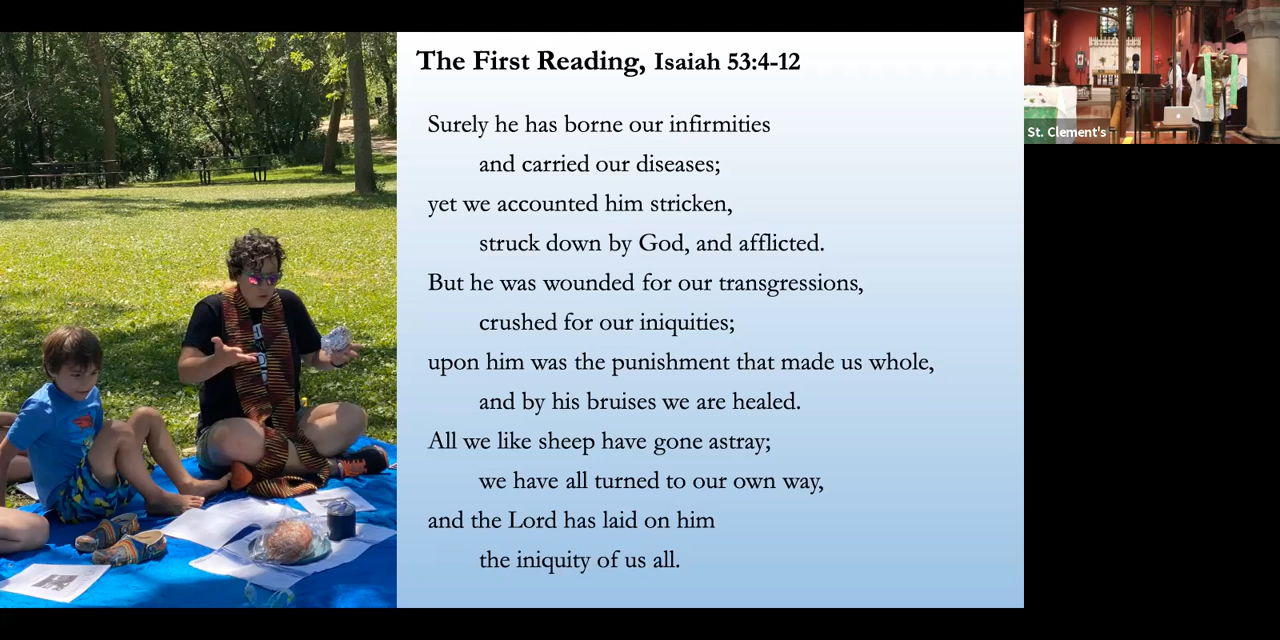 The First Reading, Isaiah 53:4-12
Surely he has borne our infirmities
and carried our diseases;
yet we accounted him stricken,
struck down by God, and afflicted.
But he was wounded for our transgressions,
crushed for our iniquities;
upon him was the punishment that made us whole,
and by his bruises we are healed.
All we like sheep have gone astray;
we have all turned to our own way,
and the Lord has laid on him
the iniquity of us all.
St. Clement's